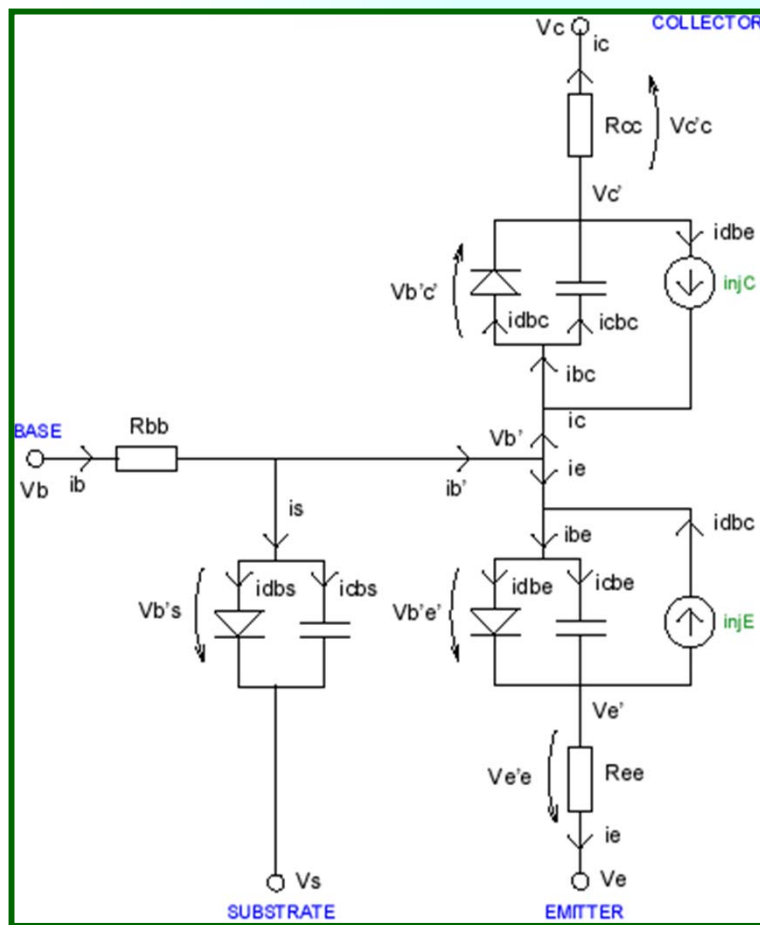 Vc
ic
COLLECTOR
Rcc
Vc'c
Vc'
idbe
Vb'c'
injC
idbc
icbc
ibc
ic
BASE
Rbb
Vb'
Vb
ib
ib'
ie
is
ibe
idbc
Vb's
idbs
icbs
Vb'e'
idbe
icbe
injE
Ve'
Ve'e
Ree
ie
Vs
Ve
SUBSTRATE
EMITTER